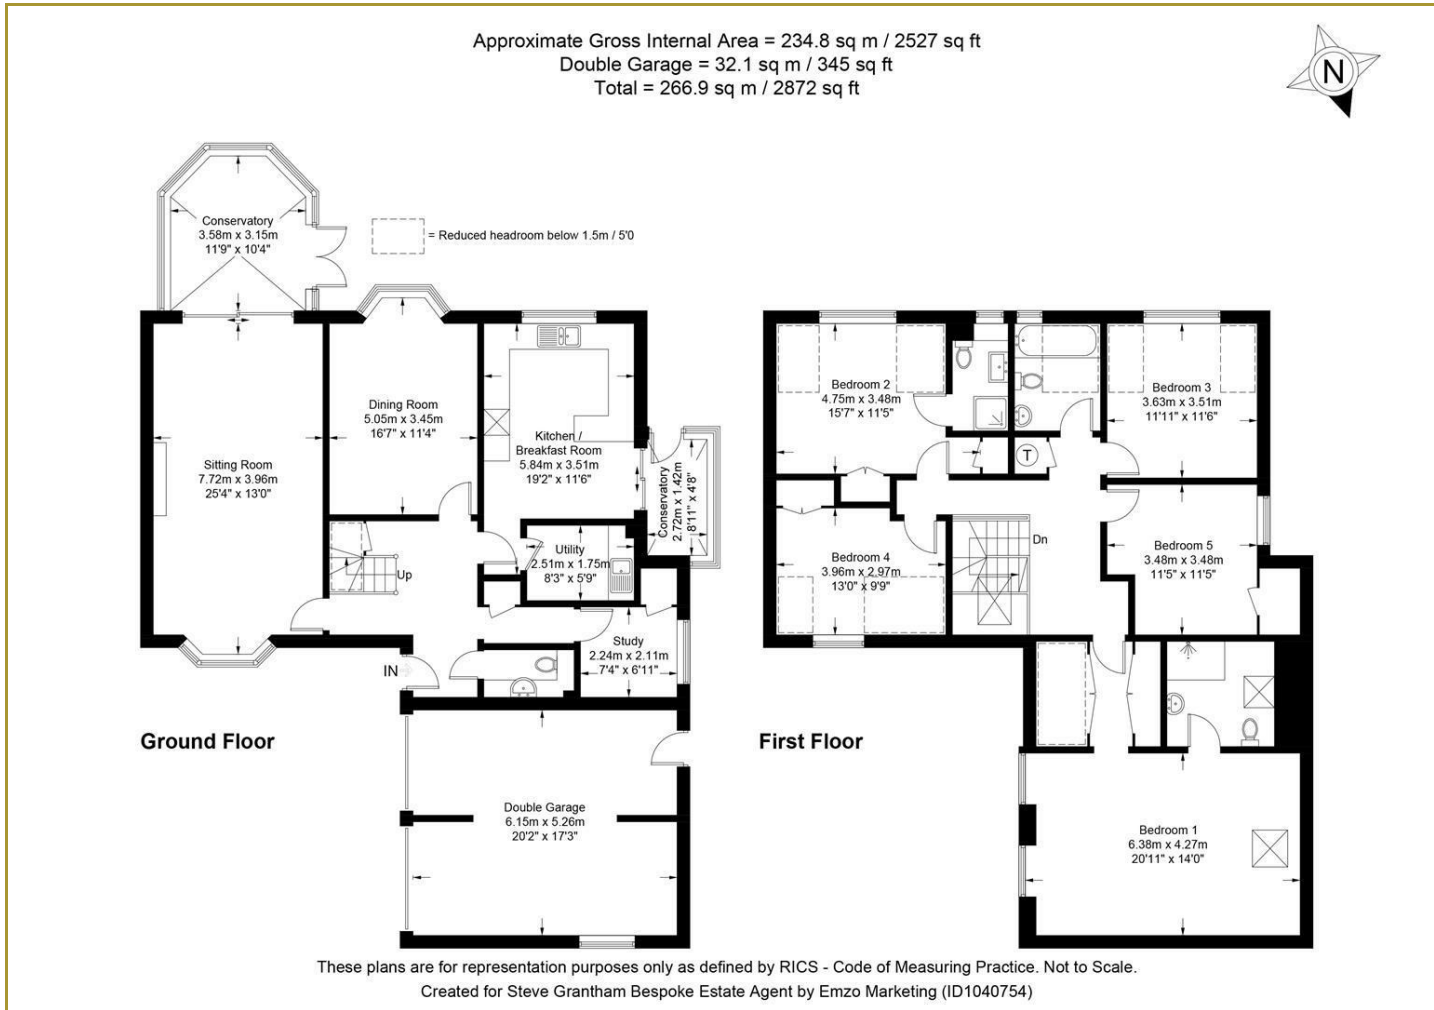 Approximate Gross Internal Area = 234.8 sq m / 2527 sq ft
Double Garage = 32.1 sq m / 345 sq ft
Total = 266.9 sq m / 2872 sq ft
N
Conservatory
3.58m x 3.15m
11'9" x 10'4"
= Reduced headroom below 1.5m / 5'0
Sitting Room
7.72m x 3.96m
25'4" x 13'0"
Dining Room
5.05m x 3.45m
16'7" x 11'4"
Kitchen /
Breakfast Room
5.84m x 3.51m
19'2" x 11'6"
Conservatory
2.72m x 1.42m
8'11" x 4'8"
Utility
2.51m x 1.75m
8'3" x 5'9"
Up
Study
2.24m x 2.11m
7'4" x 6'11"
IN
Ground Floor
Double Garage
6.15m x 5.26m
20'2" x 17'3"
Bedroom 2
4.75m x 3.48m
15'7" x 11'5"
Bedroom 3
3.63m x 3.51m
11'11" x 11'6"
T
Bedroom 4
3.96m x 2.97m
13'0" x 9'9"
Dn
Bedroom 5
3.48m x 3.48m
11'5" x 11'5"
First Floor
Bedroom 1
6.38m x 4.27m
20'11" x 14'0"
These plans are for representation purposes only as defined by RICS - Code of Measuring Practice. Not to Scale.
Created for Steve Grantham Bespoke Estate Agent by Emzo Marketing (ID1040754)